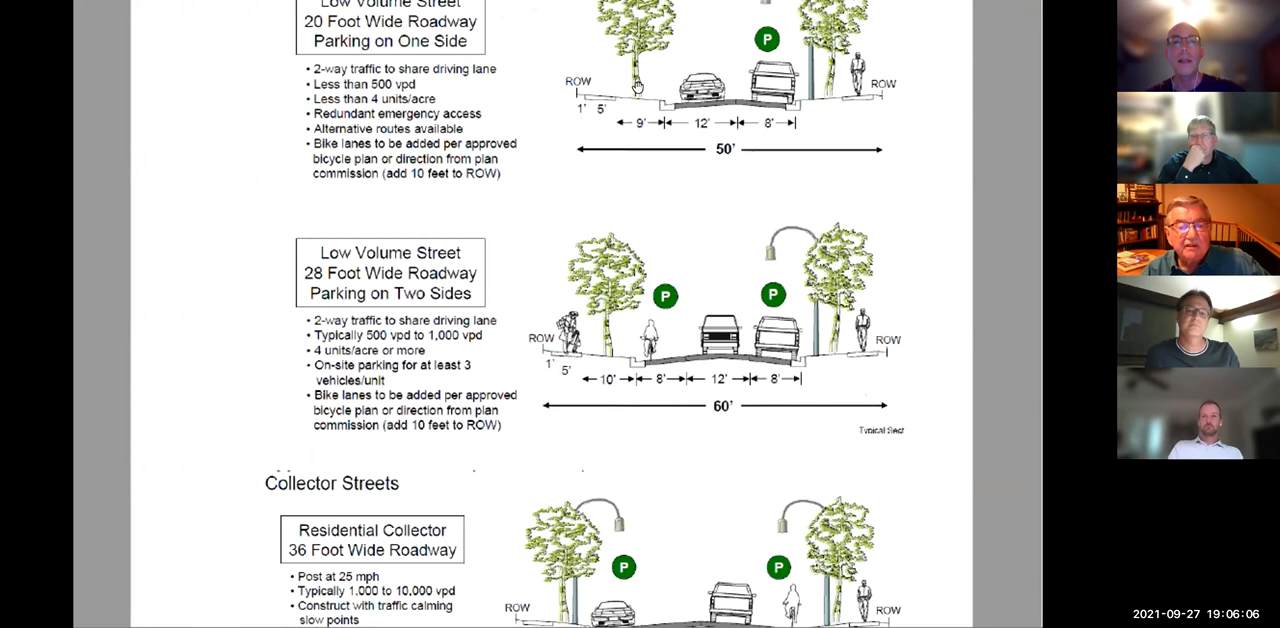 Low Volume Street
20 Foot Wide Roadway
Parking on One Side
P
• 2-way traffic to share driving lane
• Less than 500 vpd
• Less than 4 units/acre
• Redundant emergency access
• Alternative routes available
• Bike lanes to be added per approved
bicycle plan or direction from plan
commission (add 10 feet to ROW)
ROW
ROW
1' 5'
9' 12' 8'
50'
Low Volume Street
28 Foot Wide Roadway
Parking on Two Sides
P P
• 2-way traffic to share driving lane
• Typically 500 vpd to 1,000 vpd
• 4 units/acre or more
• On-site parking for at least 3
vehicles/unit
• Bike lanes to be added per approved
bicycle plan or direction from plan
commission (add 10 feet to ROW)
ROW
ROW
1' 5'
10' 8' 12' 8'
60'
Typical Sect
Collector Streets
Residential Collector
36 Foot Wide Roadway
P P
• Post at 25 mph
• Typically 1,000 to 10,000 vpd
• Construct with traffic calming
slow points
ROW
ROW
2021-09-27 19:06:06